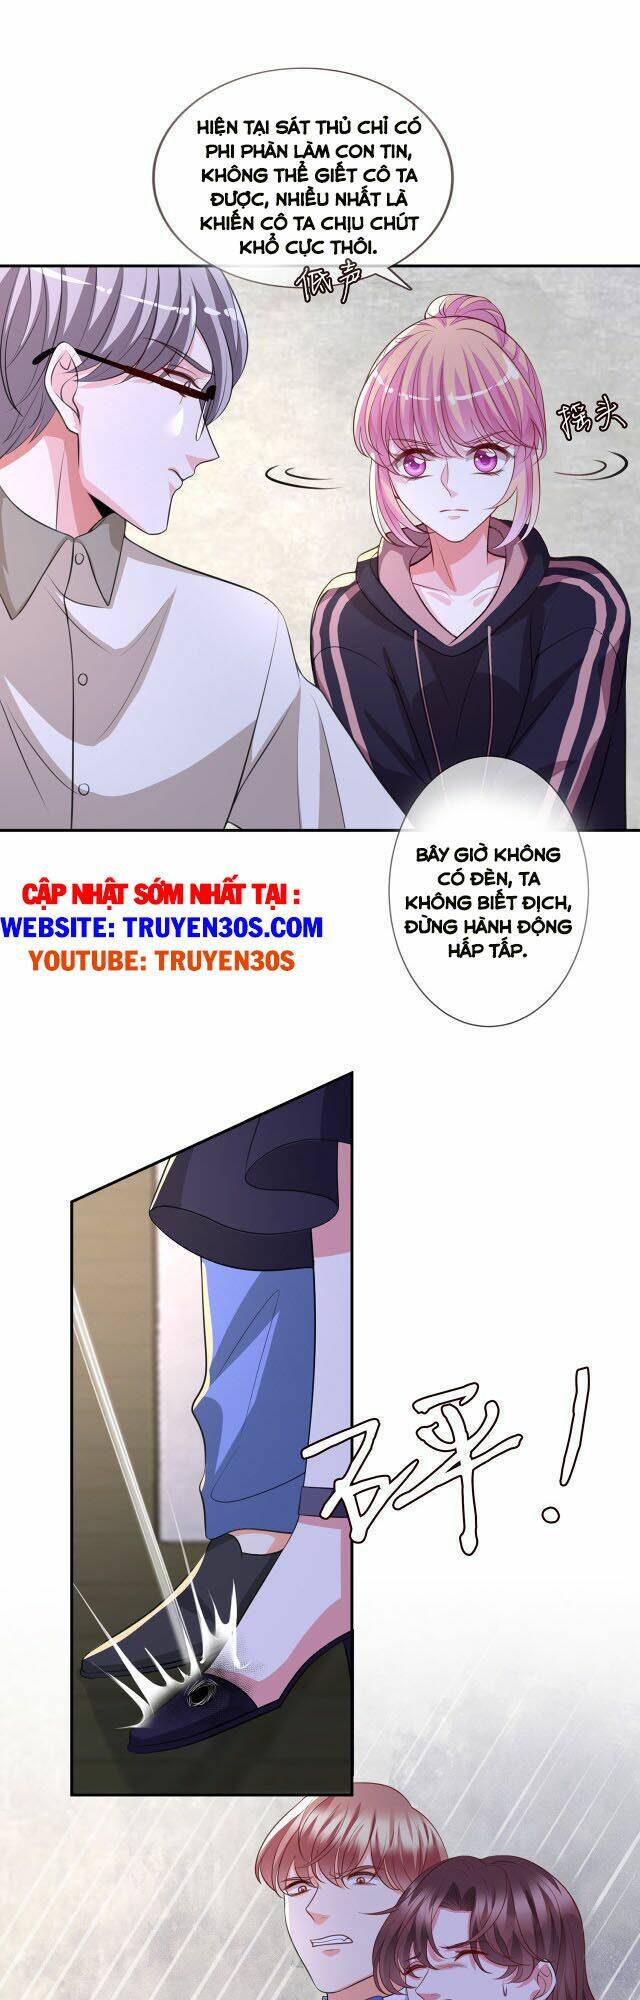 HIỆN TẠI SÁT THỦ CHỈ CÓ
PHI PHÀN LÀM CON TIN,
KHÔNG THỂ GIẾT CÔ TA
ĐƯỢC, NHIỀU NHẤT LÀ
KHIẾN CÔ TA CHỊU CHÚT
KHỔ CỰC THÔI.
低声
摇头
BÂY GIỜ KHÔNG
CÓ ĐÈN, TA
KHÔNG BIẾT ĐỊCH,
ĐỪNG HÀNH ĐỘNG
HẤP TẤP.
CẬP NHẬT SỚM NHẤT TẠI :
WEBSITE: TRUYEN30S.COM
YOUTUBE: TRUYEN30S
砰!